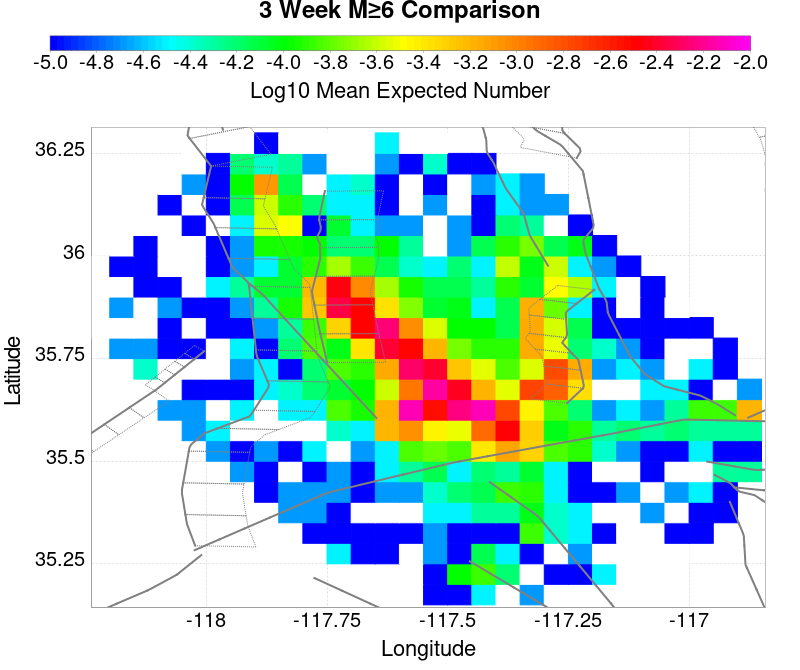 3 Week M≥6 Comparison
-5.0 -4.8 -4.6 -4.4 -4.2 -4.0 -3.8 -3.6 -3.4 -3.2 -3.0 -2.8 -2.6 -2.4 -2.2 -2.0
Log10 Mean Expected Number
36.25
36
35.75
35.5
35.25
Latitude
-118 -117.75 -117.5 -117.25 -117
Longitude